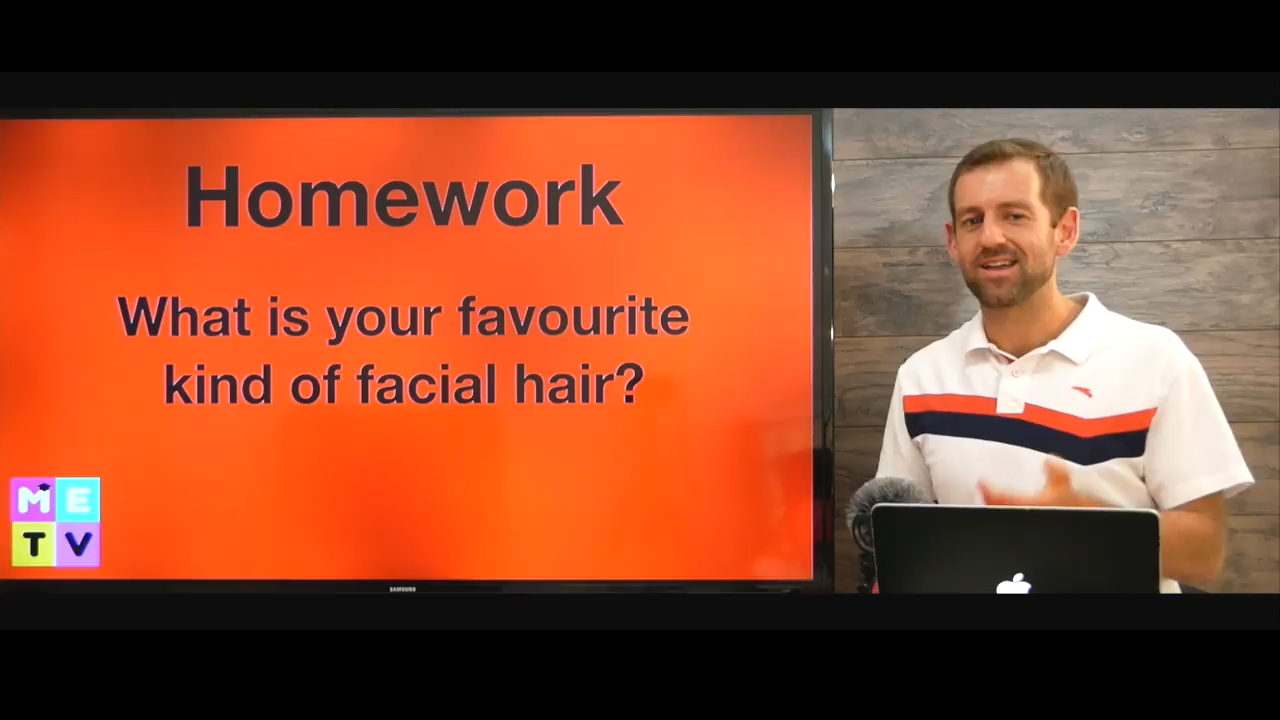 Homework
What is your favourite
kind of facial hair?
M E
T V
SAMSUNG